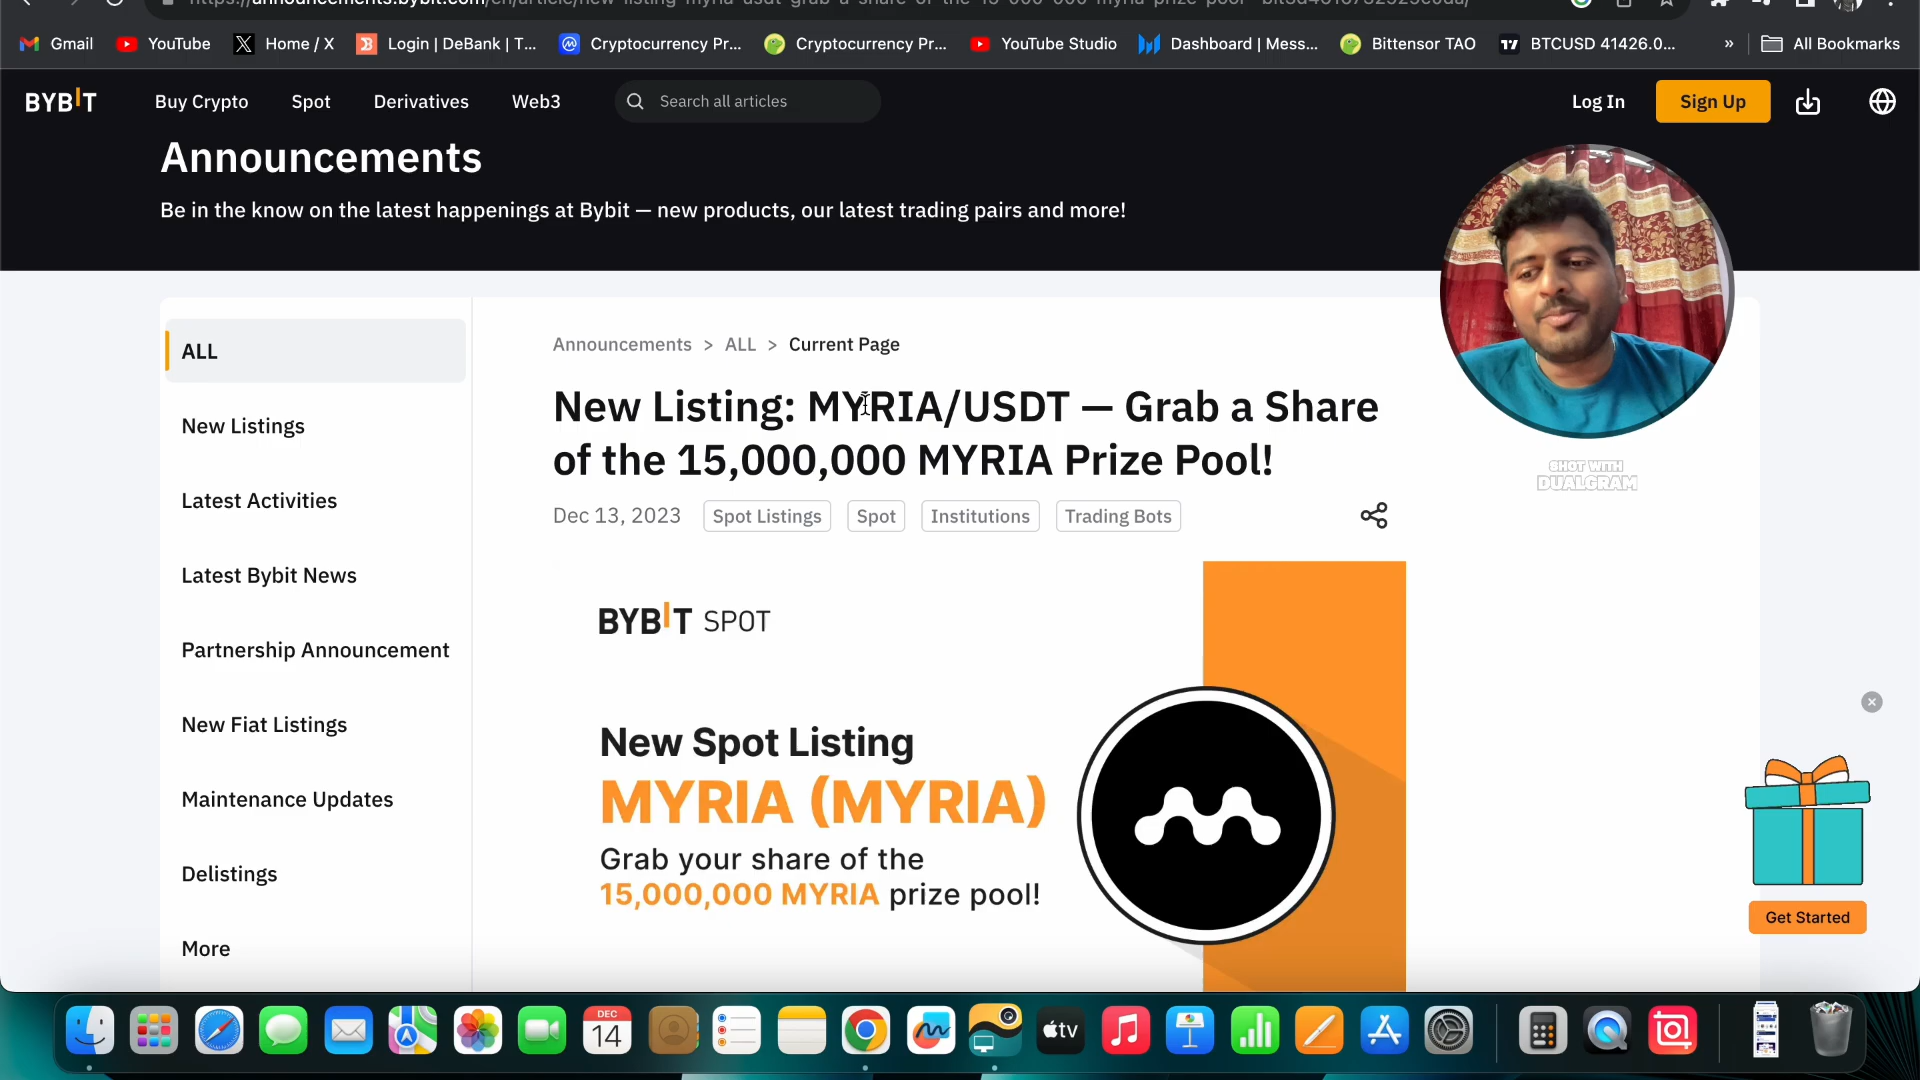 Gmail YouTube Home / X Login | DeBank | T... Cryptocurrency Pr... Cryptocurrency Pr... YouTube Studio Dashboard | Mess... Bittensor TAO BTCUSD 41426.0... » All Bookmarks
BYBIT Buy Crypto Spot Derivatives Web3 Search all articles Log In Sign Up
Announcements
Be in the know on the latest happenings at Bybit — new products, our latest trading pairs and more!
ALL
New Listings
Latest Activities
Latest Bybit News
Partnership Announcement
New Fiat Listings
Maintenance Updates
Delistings
More
Announcements > ALL > Current Page
New Listing: MYRIA/USDT — Grab a Share
of the 15,000,000 MYRIA Prize Pool!
Dec 13, 2023 Spot Listings Spot Institutions Trading Bots
BYBIT SPOT
New Spot Listing
MYRIA (MYRIA)
Grab your share of the
15,000,000 MYRIA prize pool!
SHOT WITH
DUALGRAM
Get Started
DEC
14
tv